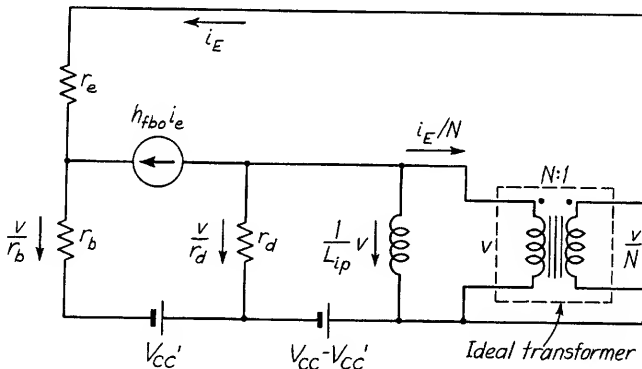 i_E
r_e
h_fbo i_e
i_E/N
N:1
v/r_b
r_b
v/r_d
r_d
1/L_ip v
v
v/N
V_CC'
V_CC-V_CC'
Ideal transformer